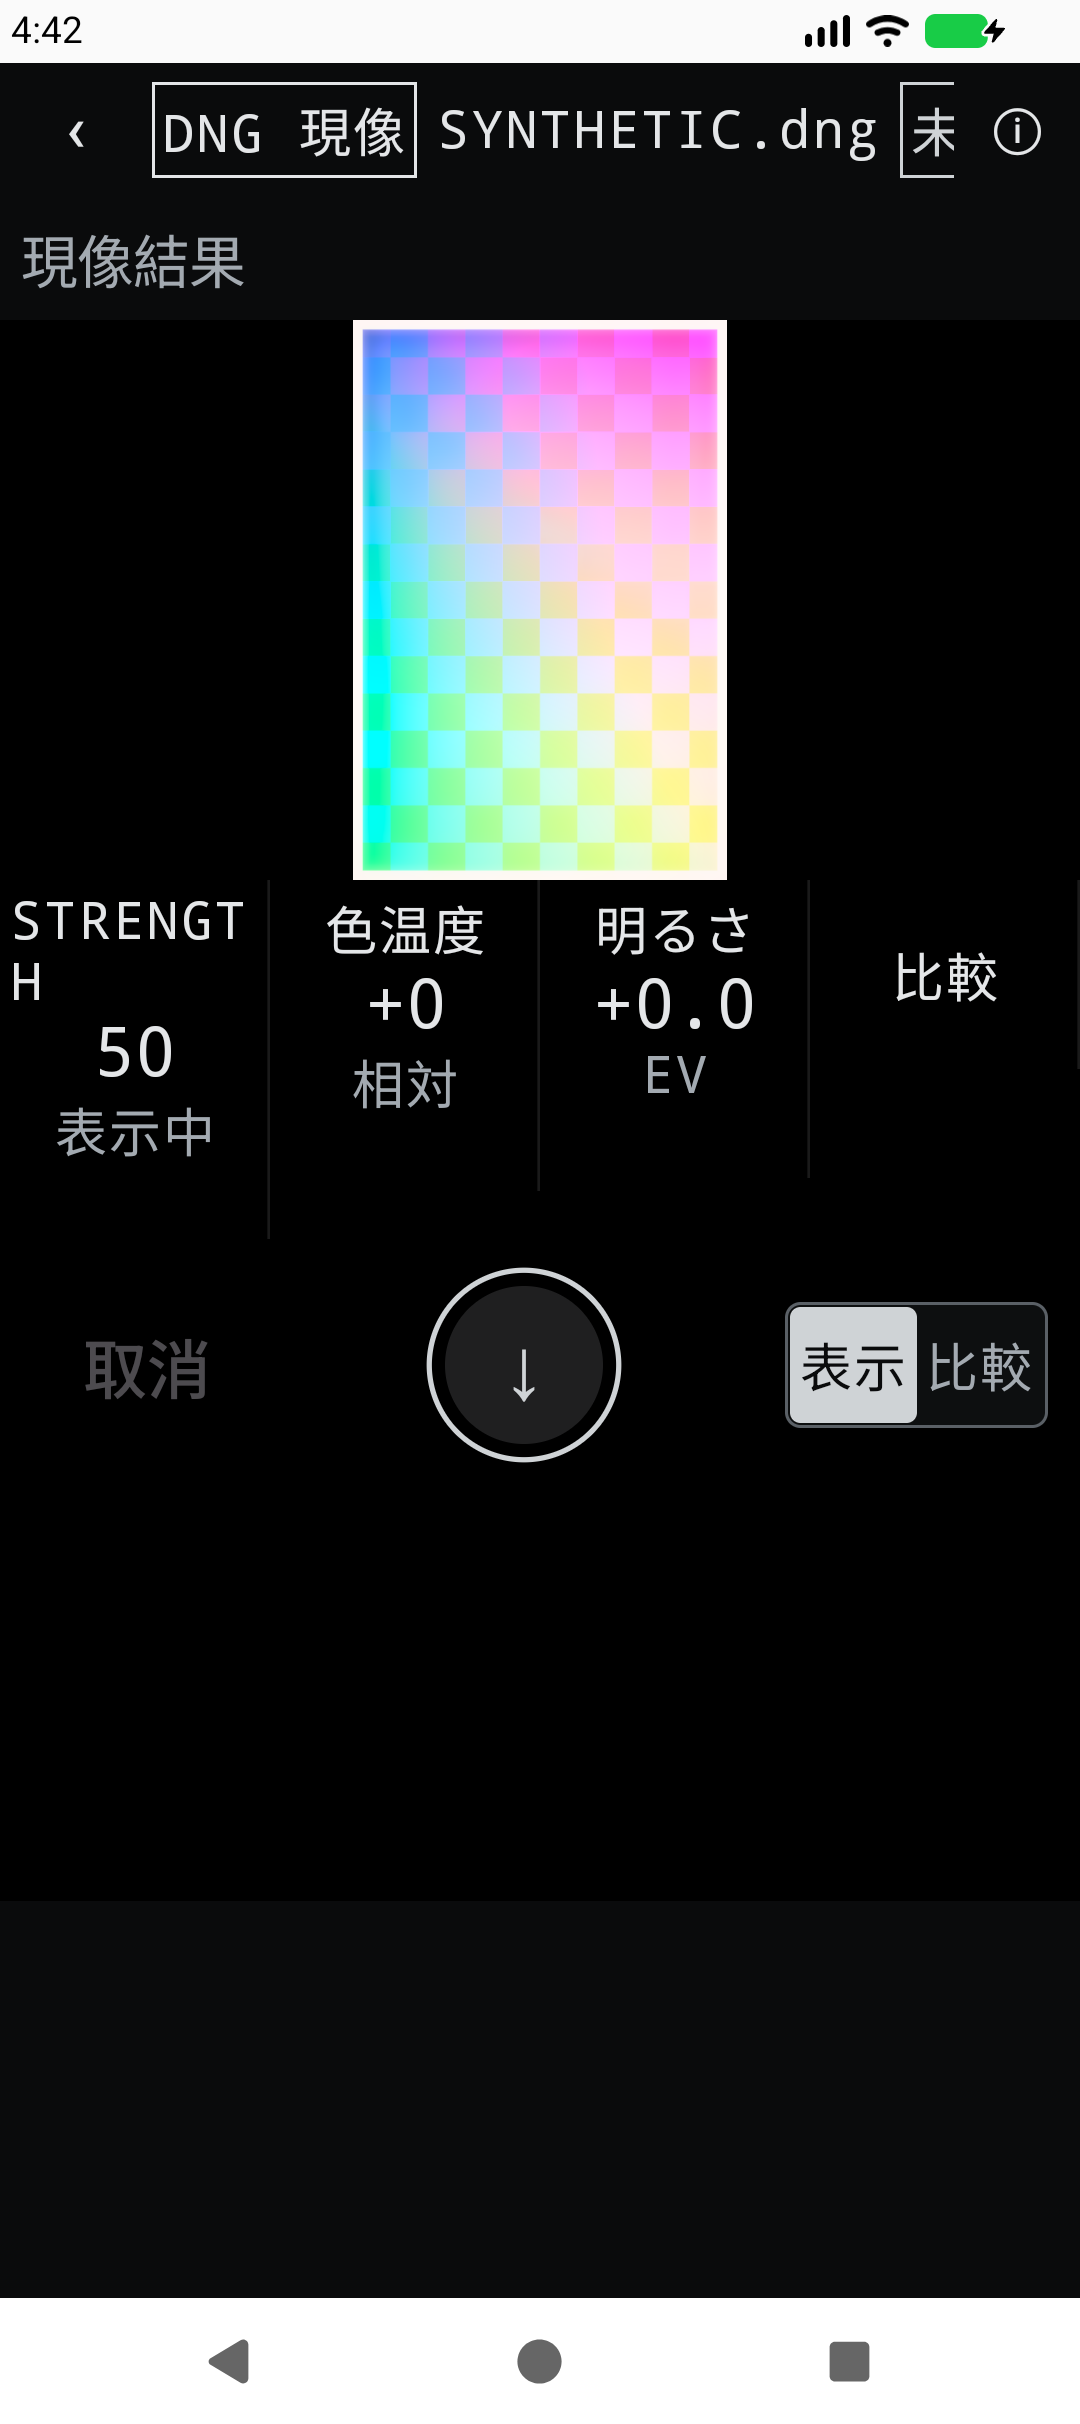 4:42
‹ DNG 現像 SYNTHETIC.dng 未
現像結果
STRENGT
H
50
表示中
色温度
+0
相対
明るさ
+0.0
EV
比較
取消
↓
表示 比較